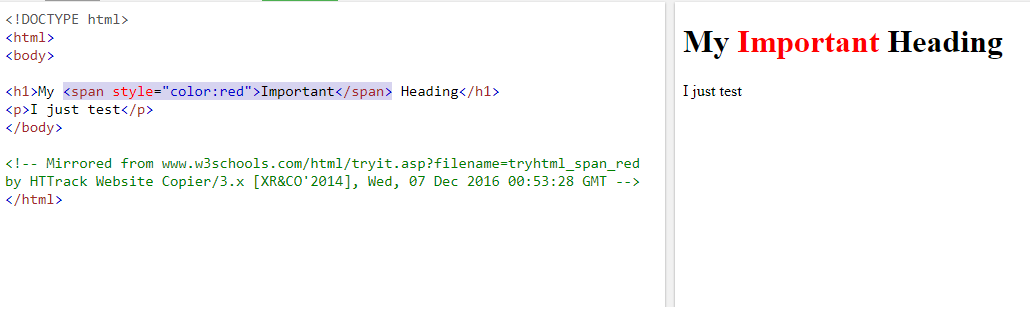 <!DOCTYPE html>
<html>
<body>
<h1>My <span style="color:red">Important</span> Heading</h1>
<p>I just test</p>
</body>
<!-- Mirrored from www.w3schools.com/html/tryit.asp?filename=tryhtml_span_red
by HTTrack Website Copier/3.x [XR&CO'2014], Wed, 07 Dec 2016 00:53:28 GMT -->
</html>
My Important Heading
I just test